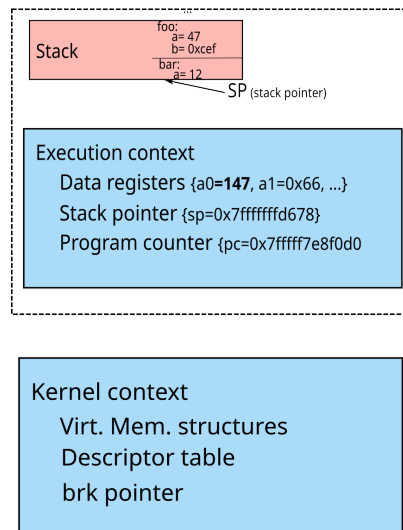 ...
foo:
a= 47
b= 0xcef
Stack
bar:
a= 12
SP (stack pointer)
Execution context
Data registers {a0=147, a1=0x66, ...}
Stack pointer {sp=0x7fffffffd678}
Program counter {pc=0x7fffff7e8f0d0
Kernel context
Virt. Mem. structures
Descriptor table
brk pointer